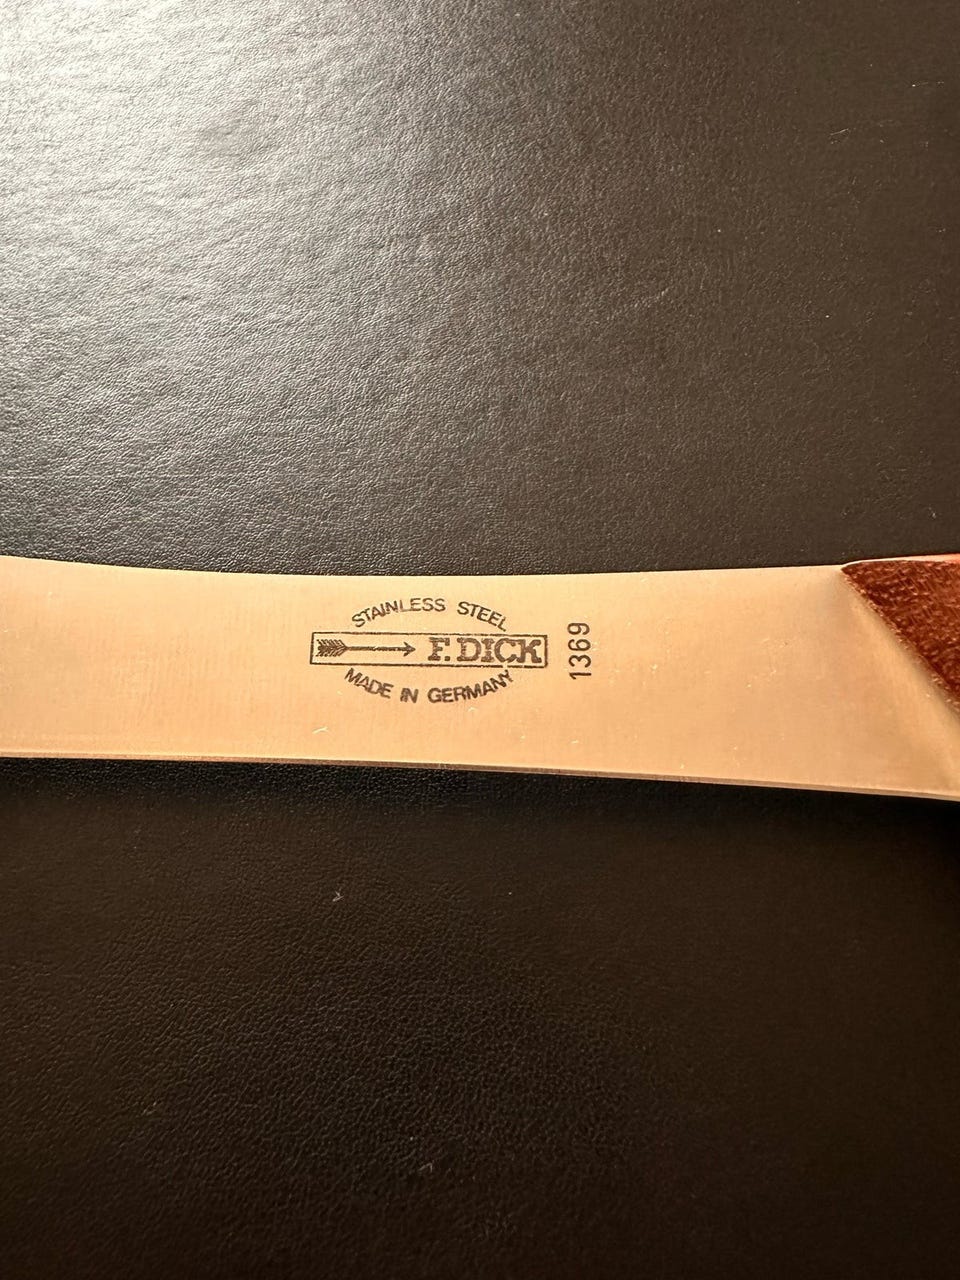 STAINLESS STEEL
F. DICK
MADE IN GERMANY
1369